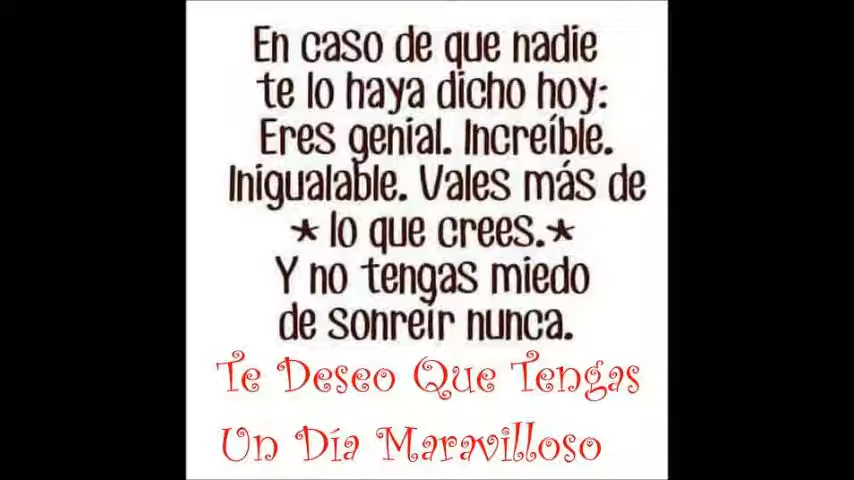 En caso de que nadie
te lo haya dicho hoy:
Eres genial. Increíble.
Inigualable. Vales más de
★ lo que crees.★
Y no tengas miedo
de sonreír nunca.
Te Deseo Que Tengas
Un Día Maravilloso